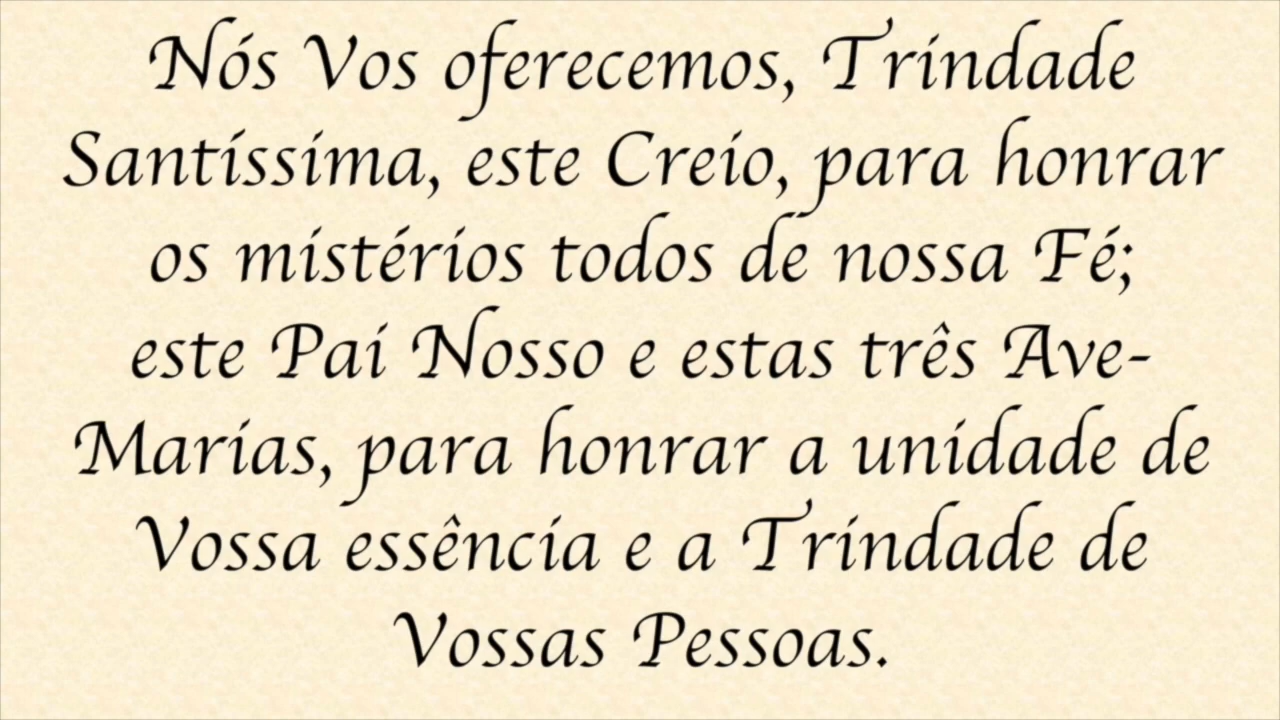 Nós Vos oferecemos, Trindade
Santíssima, este Creio, para honrar
os mistérios todos de nossa Fé;
este Pai Nosso e estas três Ave-
Marias, para honrar a unidade de
Vossa essência e a Trindade de
Vossas Pessoas.